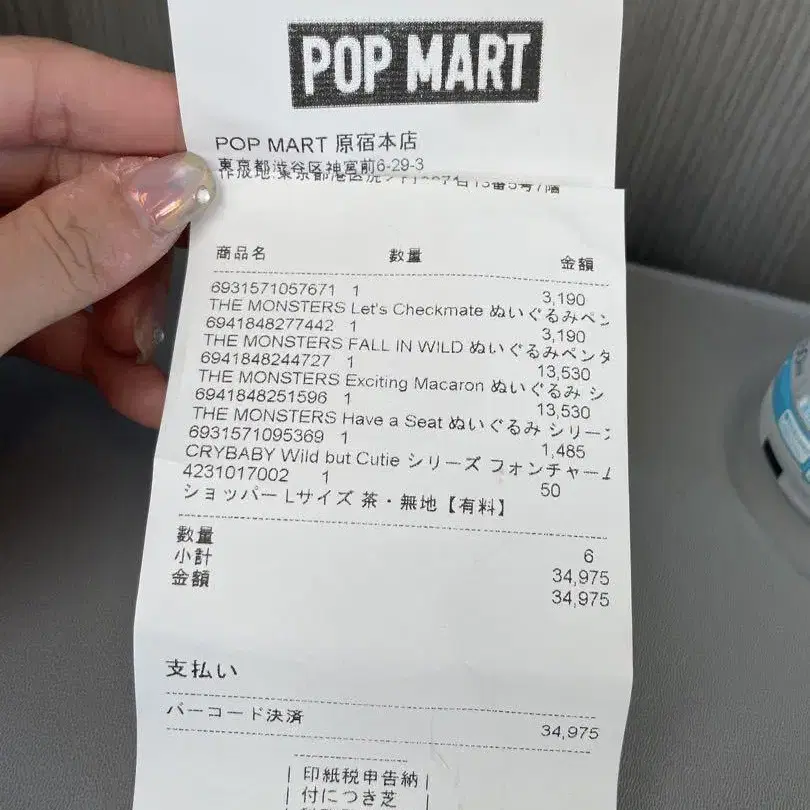 POP MART
POP MART 原宿本店
東京都渋谷区神宮前6-29-3
商品名 数量 金額
6931571057671 1 3,190
THE MONSTERS Let's Checkmate ぬいぐるみペン
6941848277442 1 3,190
THE MONSTERS FALL IN WILD ぬいぐるみペンタ
6941848244727 1 13,530
THE MONSTERS Exciting Macaron ぬいぐるみ シ
6941848251596 1 13,530
THE MONSTERS Have a Seat ぬいぐるみ シリー
6931571095369 1 1,485
CRYBABY Wild but Cutie シリーズ フォンチャー
4231017002 1 50
ショッパー Lサイズ 茶・無地【有料】
数量 6
小計 34,975
金額 34,975
支払い
バーコード決済 34,975
印紙税申告納
付につき芝